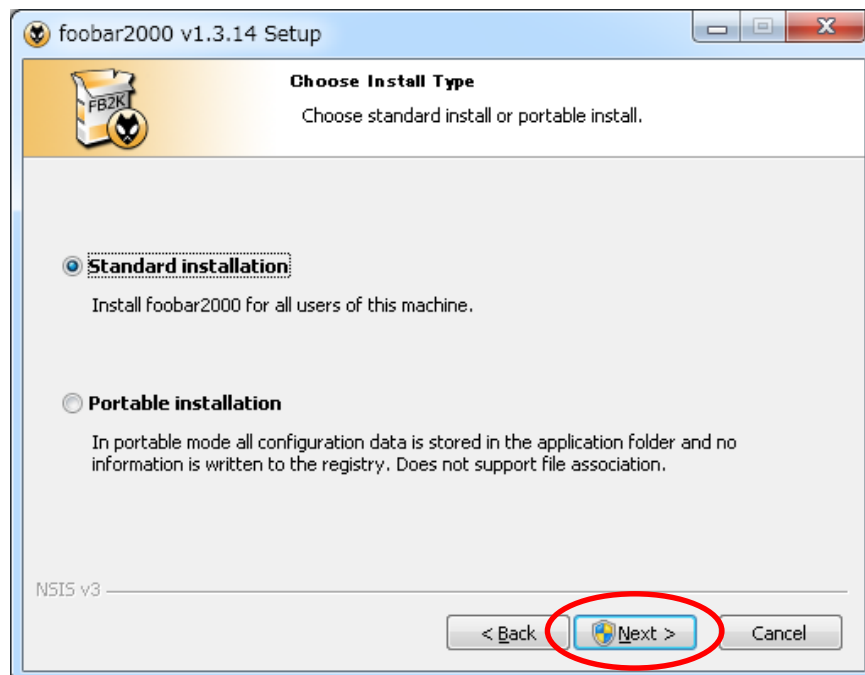 foobar2000 v1.3.14 Setup
FB2K
Choose Install Type
Choose standard install or portable install.
Standard installation
Install foobar2000 for all users of this machine.
Portable installation
In portable mode all configuration data is stored in the application folder and no
information is written to the registry. Does not support file association.
NSIS v3
< Back
Next >
Cancel